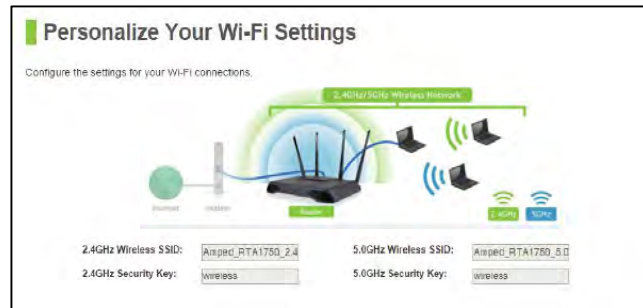 Personalize Your Wi-Fi Settings
Configure the settings for your Wi-Fi connections.
2.4GHz/5GHz Wireless Network
Router
2.4GHz 5GHz
2.4GHz Wireless SSID: Amped_RTA1750_2.4 5.0GHz Wireless SSID: Amped_RTA1750_5.0
2.4GHz Security Key: wireless 5.0GHz Security Key: wireless